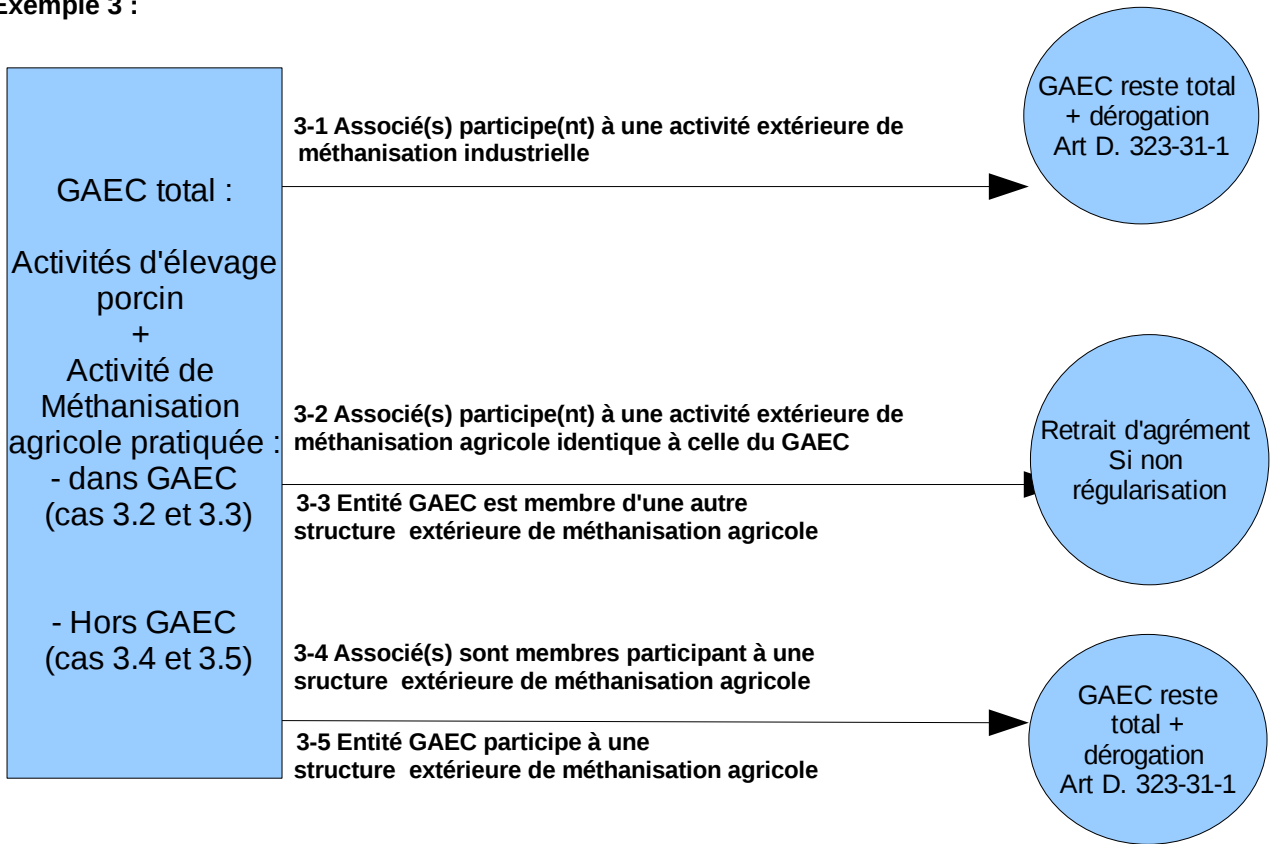 Exemple 3 :
GAEC total :
Activités d'élevage
porcin
+
Activité de
Méthanisation
agricole pratiquée :
- dans GAEC
(cas 3.2 et 3.3)
- Hors GAEC
(cas 3.4 et 3.5)
3-1 Associé(s) participe(nt) à une activité extérieure de
méthanisation industrielle
GAEC reste total
+ dérogation
Art D. 323-31-1
3-2 Associé(s) participe(nt) à une activité extérieure de
méthanisation agricole identique à celle du GAEC
3-3 Entité GAEC est membre d'une autre
structure extérieure de méthanisation agricole
Retrait d'agrément
Si non
régularisation
3-4 Associé(s) sont membres participant à une
sructure extérieure de méthanisation agricole
3-5 Entité GAEC participe à une
structure extérieure de méthanisation agricole
GAEC reste
total +
dérogation
Art D. 323-31-1